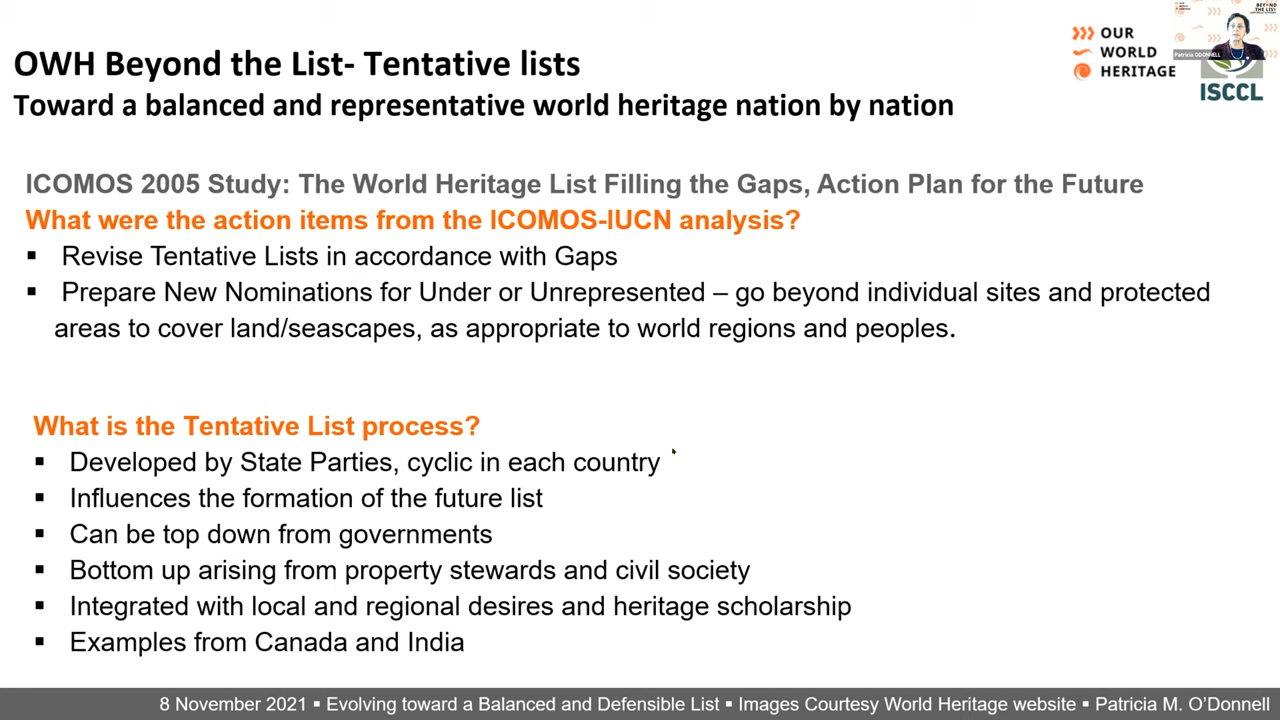 OWH Beyond the List- Tentative lists
Toward a balanced and representative world heritage nation by nation
OUR
WORLD
HERITAGE
BEYOND
THE LIST
Patricia ODONNELL
ISCCL
ICOMOS 2005 Study: The World Heritage List Filling the Gaps, Action Plan for the Future
What were the action items from the ICOMOS-IUCN analysis?
▪ Revise Tentative Lists in accordance with Gaps
▪ Prepare New Nominations for Under or Unrepresented – go beyond individual sites and protected
areas to cover land/seascapes, as appropriate to world regions and peoples.
What is the Tentative List process?
▪ Developed by State Parties, cyclic in each country
▪ Influences the formation of the future list
▪ Can be top down from governments
▪ Bottom up arising from property stewards and civil society
▪ Integrated with local and regional desires and heritage scholarship
▪ Examples from Canada and India
8 November 2021 ▪ Evolving toward a Balanced and Defensible List ▪ Images Courtesy World Heritage website ▪ Patricia M. O’Donnell